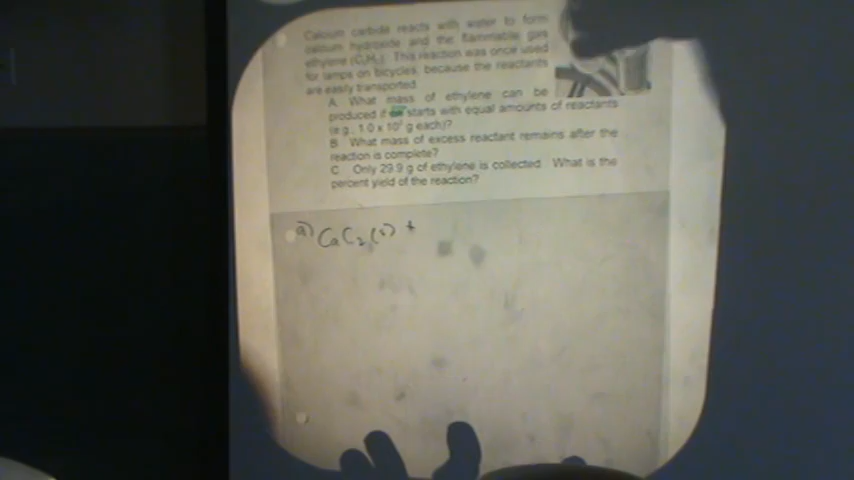 Calcium carbide reacts with water to form
calcium hydroxide and the flammable gas
ethylene (C₂H₂). This reaction was once used
for lamps on bicycles, because the reactants
are easily transported.
A. What mass of ethylene can be
produced if one starts with equal amounts of reactants
(e.g., 1.0 x 10² g each)?
B. What mass of excess reactant remains after the
reaction is complete?
C. Only 29.9 g of ethylene is collected. What is the
percent yield of the reaction?
a) CaC₂(s) +